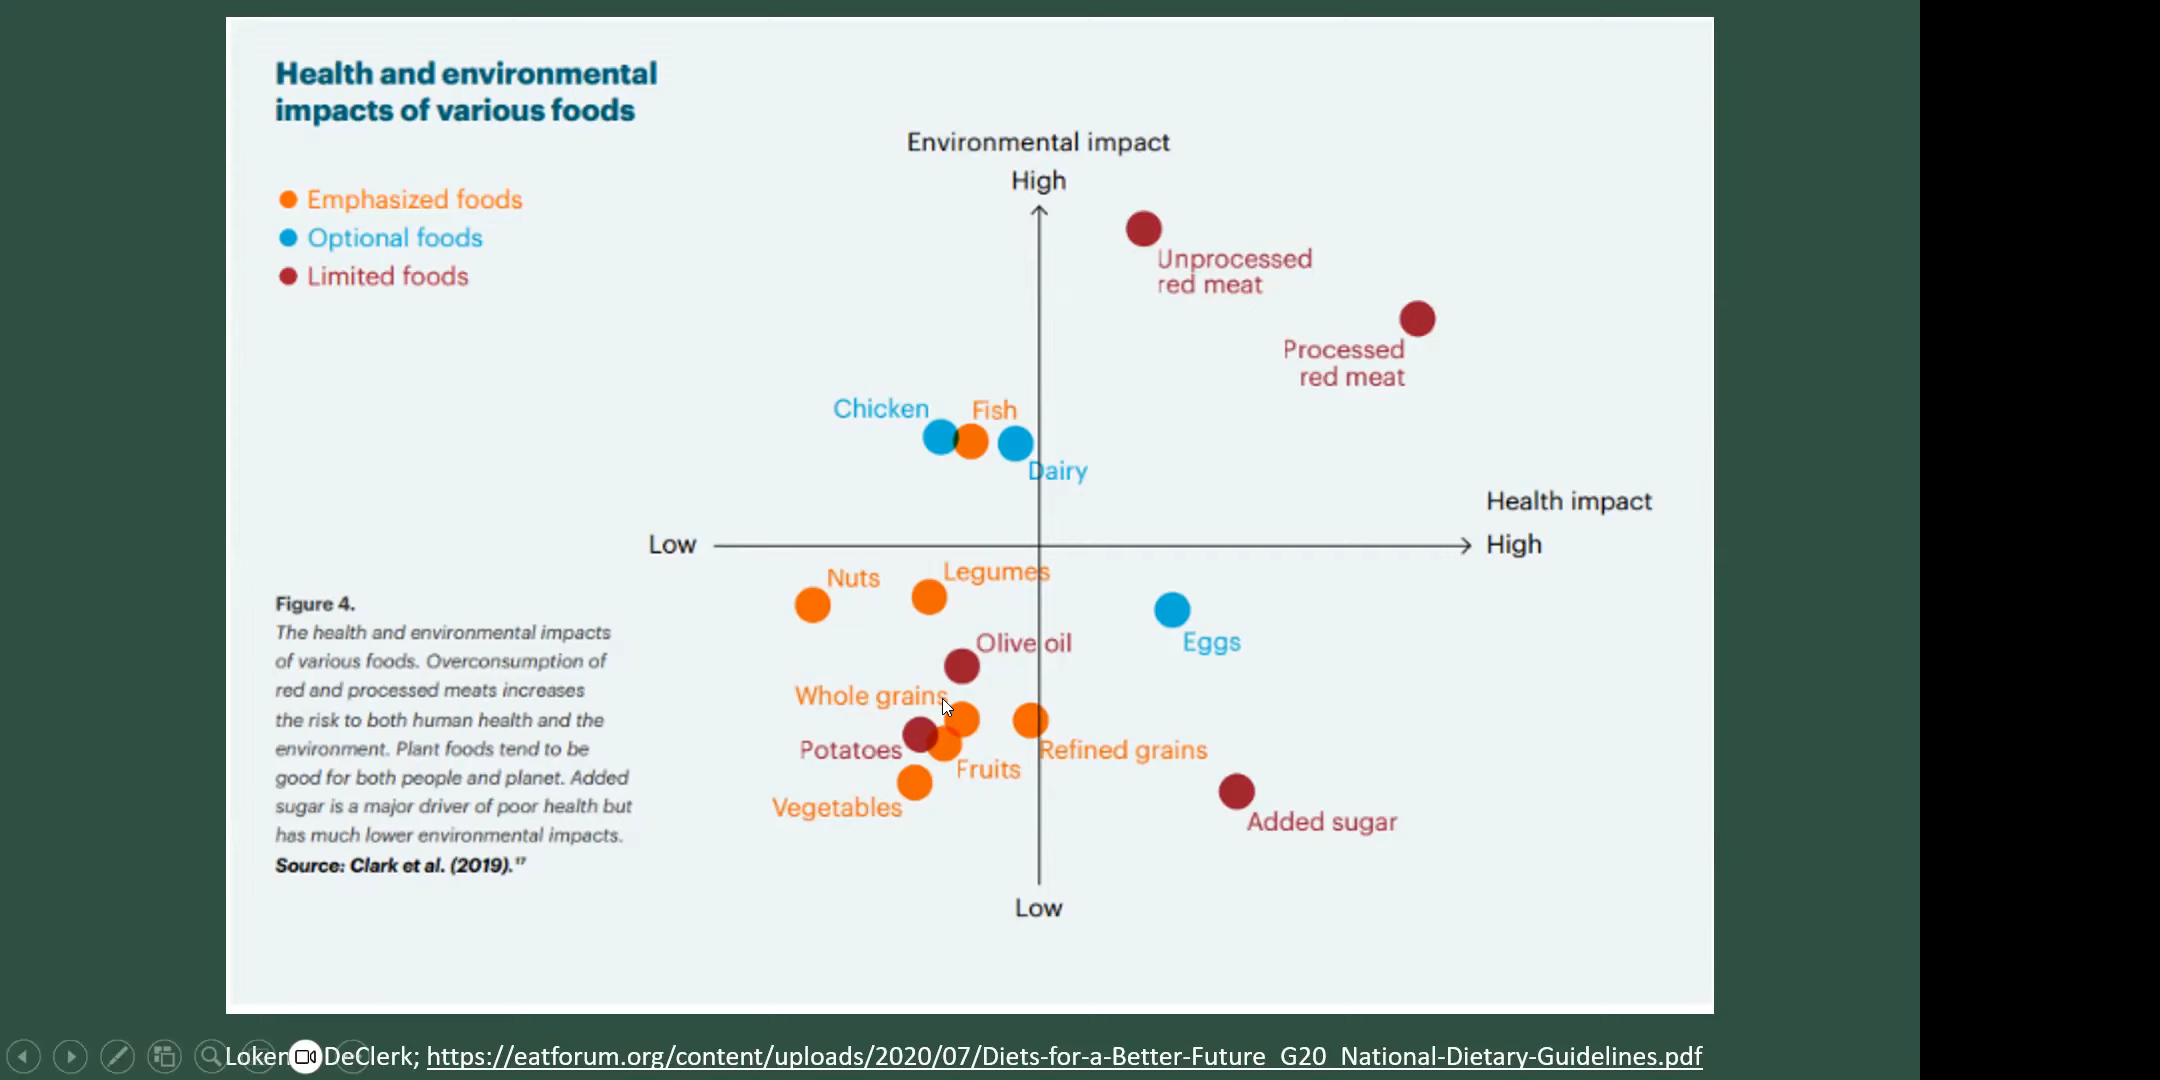 Health and environmental
impacts of various foods
Emphasized foods
Optional foods
Limited foods
Environmental impact
High
Unprocessed
red meat
Processed
red meat
Chicken
Fish
Dairy
Health impact
Low
High
Nuts
Legumes
Eggs
Olive oil
Whole grains
Potatoes
Refined grains
Fruits
Vegetables
Added sugar
Low
Figure 4.
The health and environmental impacts
of various foods. Overconsumption of
red and processed meats increases
the risk to both human health and the
environment. Plant foods tend to be
good for both people and planet. Added
sugar is a major driver of poor health but
has much lower environmental impacts.
Source: Clark et al. (2019).¹⁷
Loken DeClerk; https://eatforum.org/content/uploads/2020/07/Diets-for-a-Better-Future_G20_National-Dietary-Guidelines.pdf